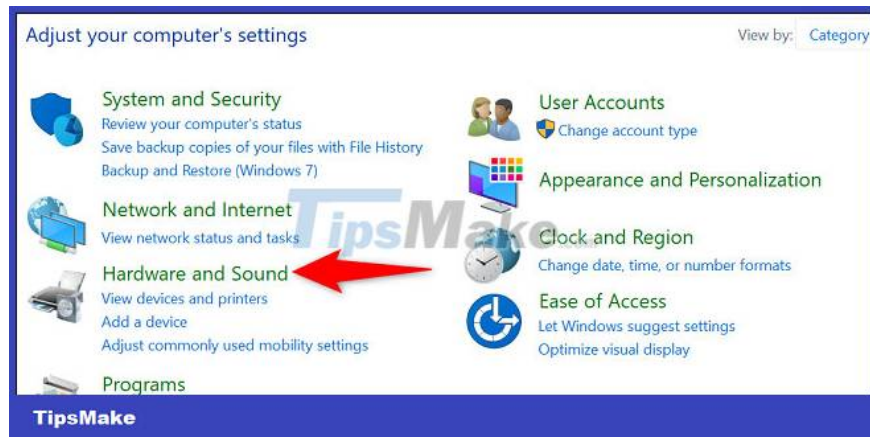 Adjust your computer's settings
View by: Category
System and Security
Review your computer's status
Save backup copies of your files with File History
Backup and Restore (Windows 7)
Network and Internet
View network status and tasks
Hardware and Sound
View devices and printers
Add a device
Adjust commonly used mobility settings
Programs
User Accounts
Change account type
Appearance and Personalization
Clock and Region
Change date, time, or number formats
Ease of Access
Let Windows suggest settings
Optimize visual display
TipsMake
TipsMake